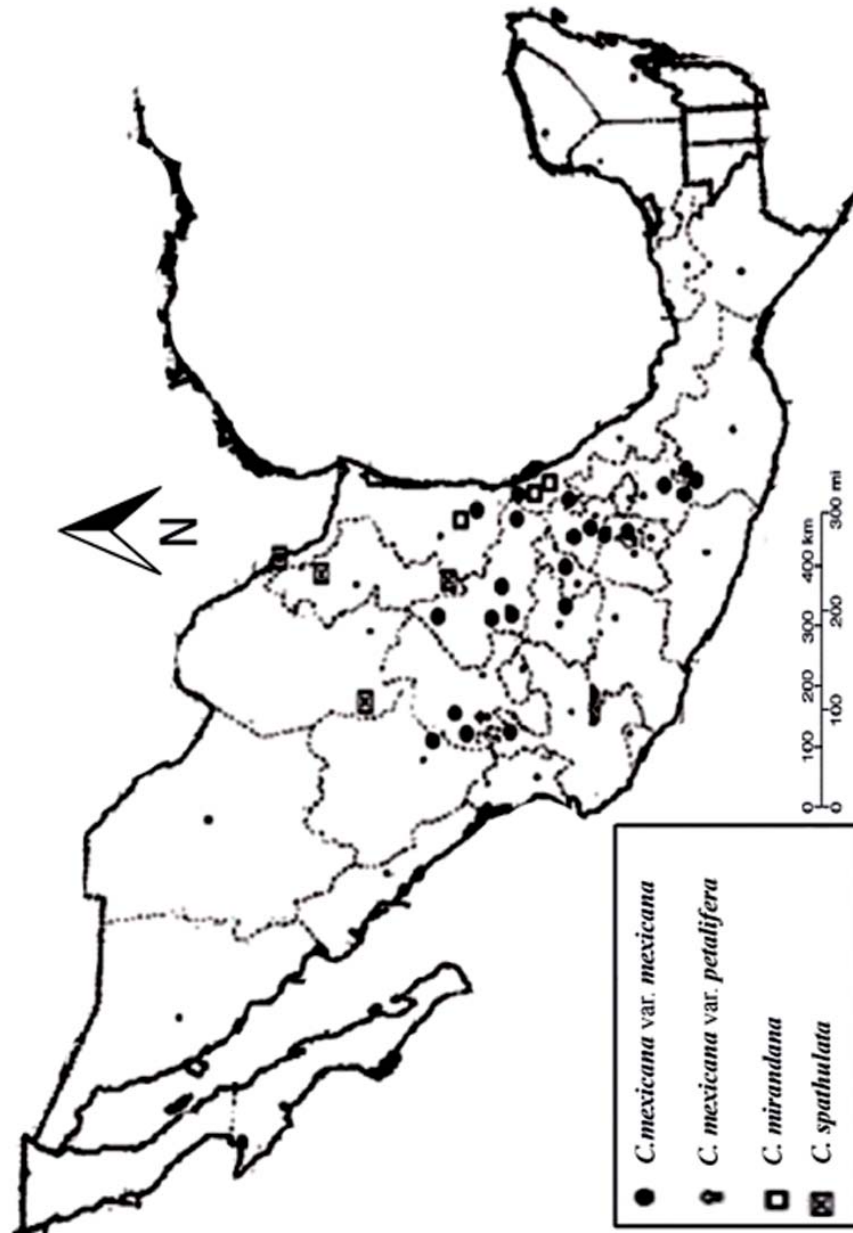 N
0 100 200 300 400 km
0 100 200 300 mi
C.mexicana var. mexicana
C. mexicana var. petalifera
C. mirandana
C. spathulata